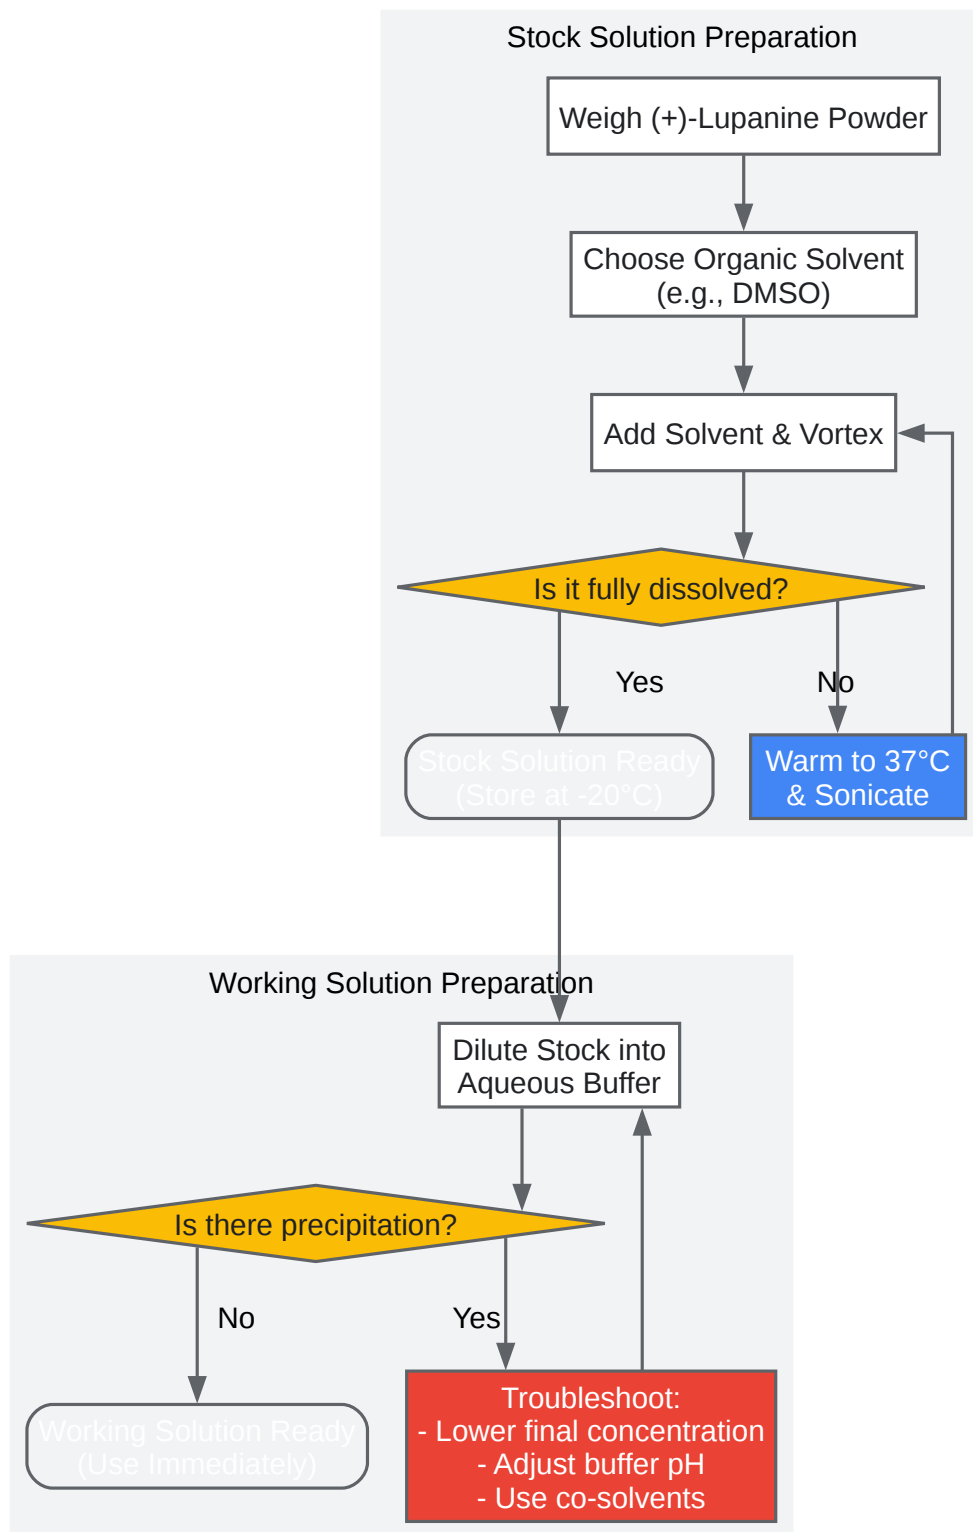 Stock Solution Preparation
Weigh (+)-Lupanine Powder
Choose Organic Solvent
(e.g., DMSO)
Add Solvent & Vortex
Is it fully dissolved?
Yes
No
Stock Solution Ready
(Store at -20°C)
Warm to 37°C
& Sonicate
Working Solution Preparation
Dilute Stock into
Aqueous Buffer
Is there precipitation?
No
Yes
Working Solution Ready
(Use Immediately)
Troubleshoot:
- Lower final concentration
- Adjust buffer pH
- Use co-solvents